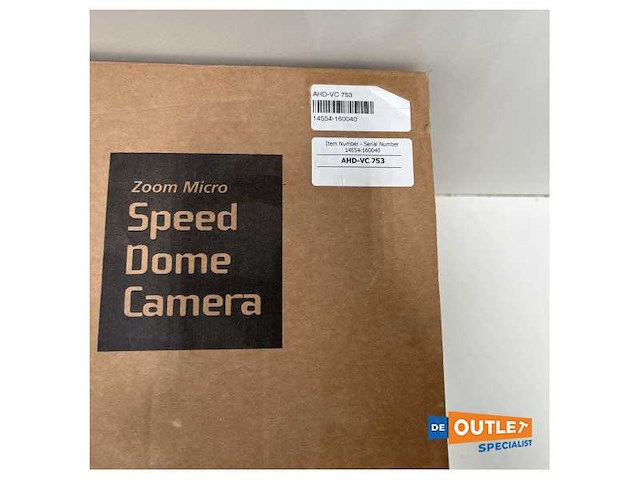 AHD-VC 753
14554-160040
Item Number - Serial Number
14554-160040
AHD-VC 753
Zoom Micro
Speed
Dome
Camera
DE OUTLET
SPECIALIST